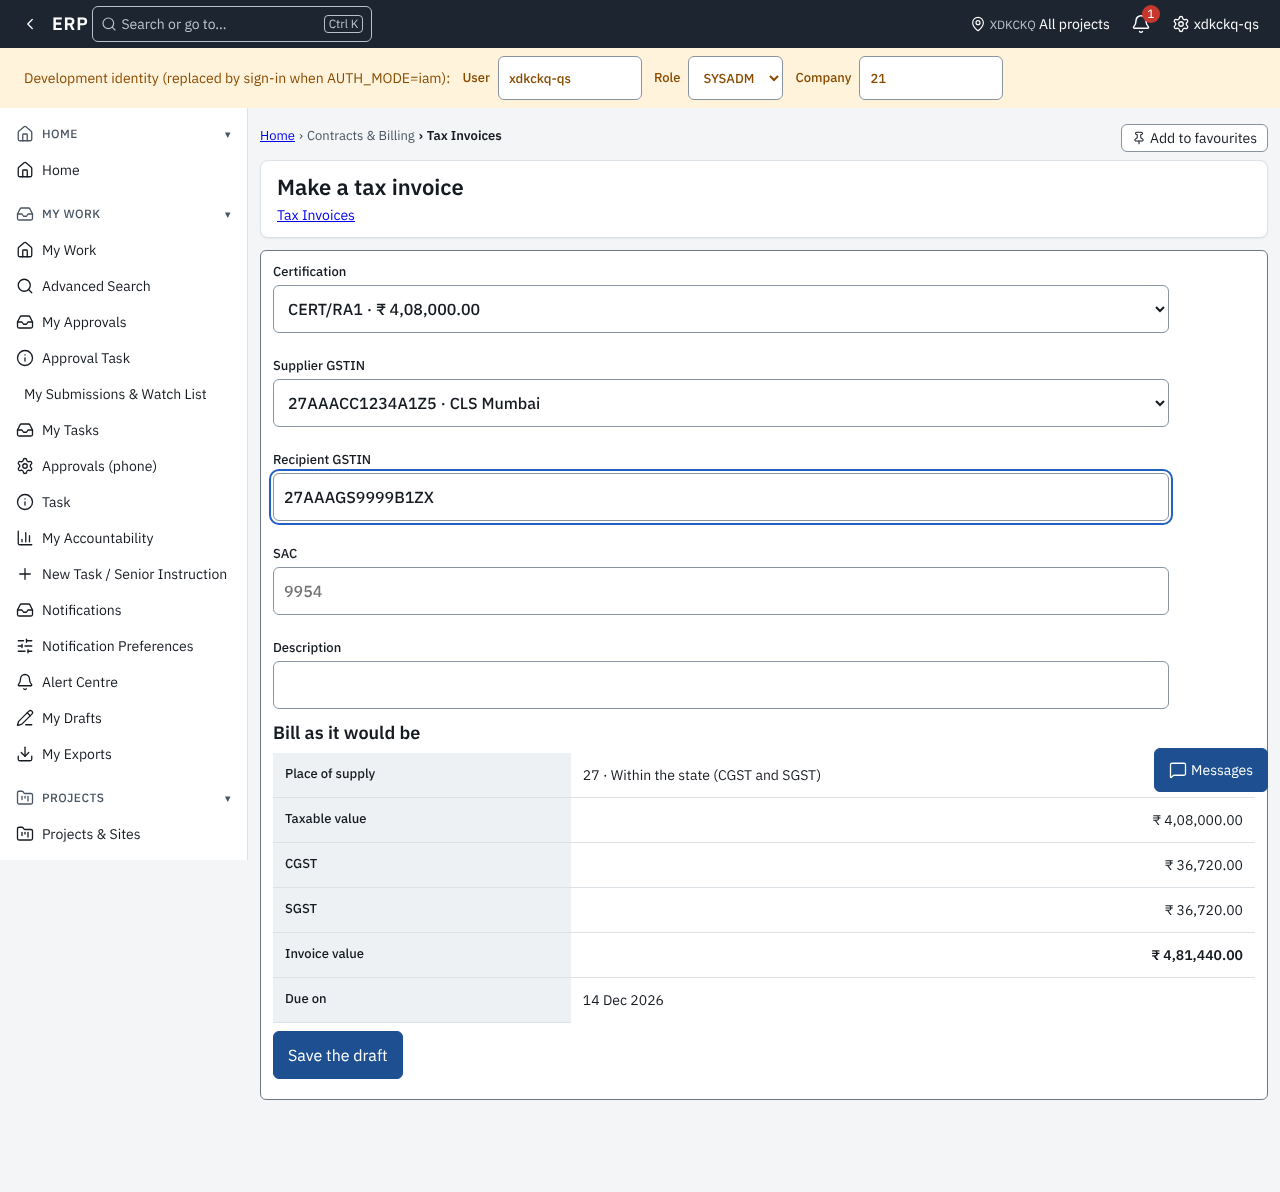 ERP
Search or go to... Ctrl K
XDKCKQ All projects
1
xdkckq-qs
Development identity (replaced by sign-in when AUTH_MODE=iam): User xdkckq-qs Role SYSADM Company 21
HOME
Home
MY WORK
My Work
Advanced Search
My Approvals
Approval Task
My Submissions & Watch List
My Tasks
Approvals (phone)
Task
My Accountability
New Task / Senior Instruction
Notifications
Notification Preferences
Alert Centre
My Drafts
My Exports
PROJECTS
Projects & Sites
Home › Contracts & Billing › Tax Invoices
Add to favourites
Make a tax invoice
Tax Invoices
Certification
CERT/RA1 · ₹ 4,08,000.00
Supplier GSTIN
27AAACC1234A1Z5 · CLS Mumbai
Recipient GSTIN
27AAAGS9999B1ZX
SAC
9954
Description
Bill as it would be
Place of supply 27 · Within the state (CGST and SGST)
Messages
Taxable value ₹ 4,08,000.00
CGST ₹ 36,720.00
SGST ₹ 36,720.00
Invoice value ₹ 4,81,440.00
Due on 14 Dec 2026
Save the draft